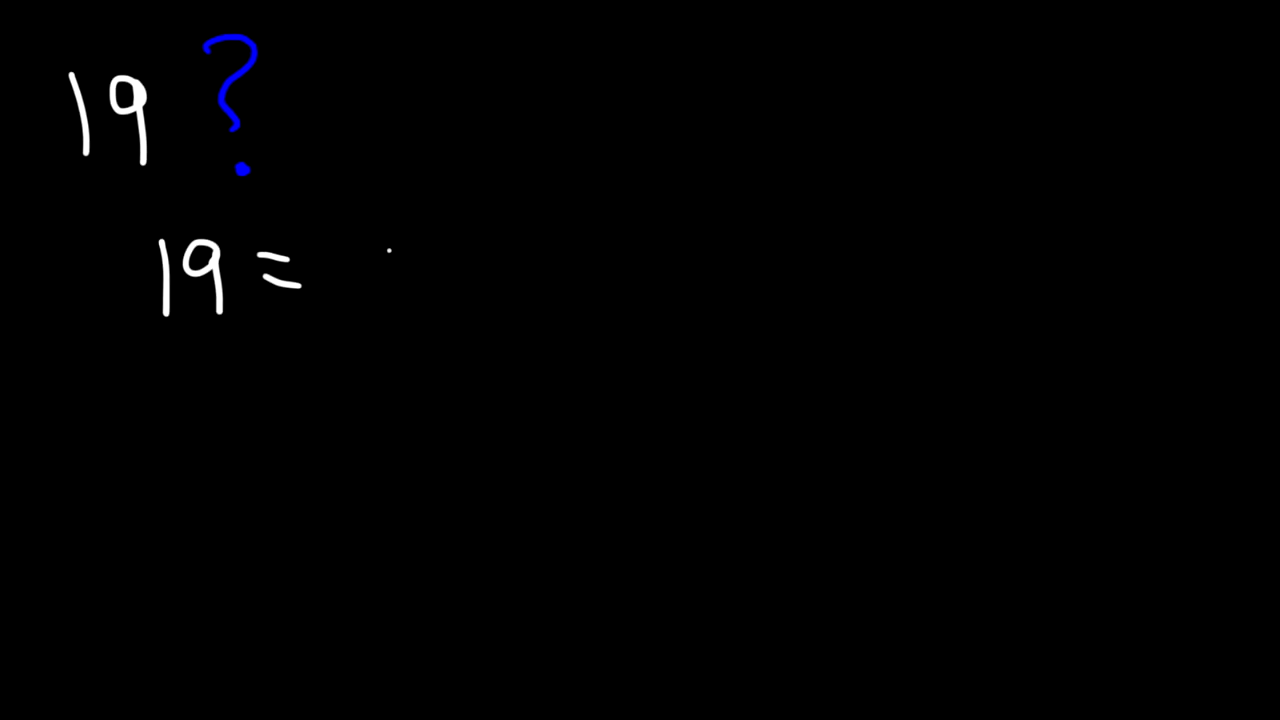 19 ?
19 =